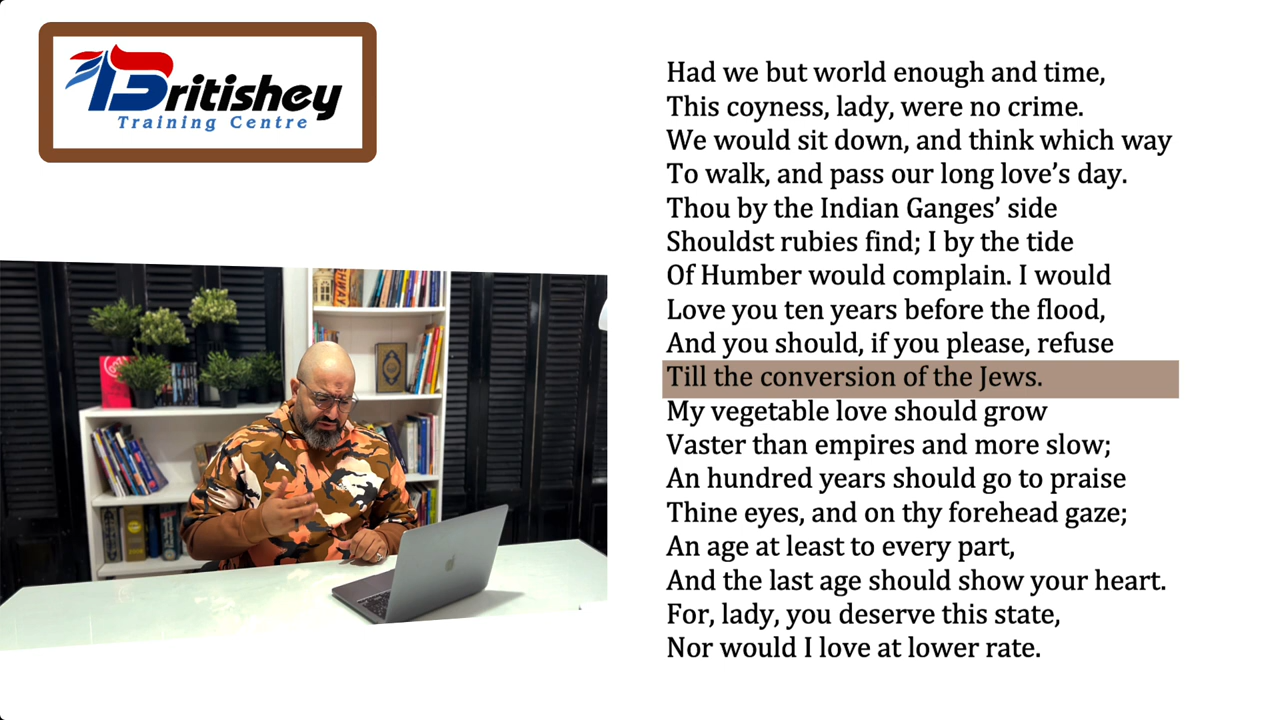 Britishey
Training Centre
Had we but world enough and time,
This coyness, lady, were no crime.
We would sit down, and think which way
To walk, and pass our long love’s day.
Thou by the Indian Ganges’ side
Shouldst rubies find; I by the tide
Of Humber would complain. I would
Love you ten years before the flood,
And you should, if you please, refuse
Till the conversion of the Jews.
My vegetable love should grow
Vaster than empires and more slow;
An hundred years should go to praise
Thine eyes, and on thy forehead gaze;
An age at least to every part,
And the last age should show your heart.
For, lady, you deserve this state,
Nor would I love at lower rate.